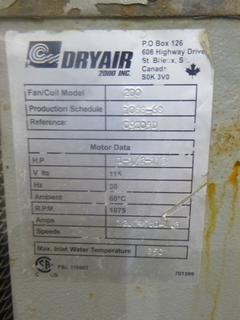 DRYAIR
2000 INC.
P.O Box 126
606 Highway Drive
St. Brieux,
Canada
S0K 3V0
Fan/Coil Model 200
Production Schedule
Reference:
Motor Data
H.P.
V lts 115
Hz
Ambient 60°C
R.P.M. 1075
Amps
Speeds
Max. Inlet Water Temperature